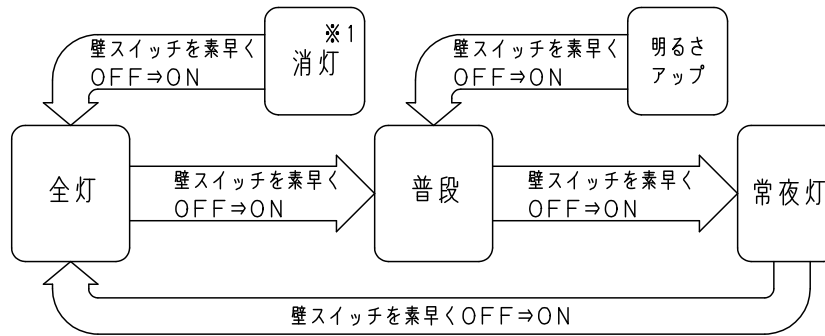 壁スイッチを素早く
OFF⇒ON
※1
消灯
壁スイッチを素早く
OFF⇒ON
明るさ
アップ
全灯
壁スイッチを素早く
OFF⇒ON
普段
壁スイッチを素早く
OFF⇒ON
常夜灯
壁スイッチを素早くOFF⇒ON